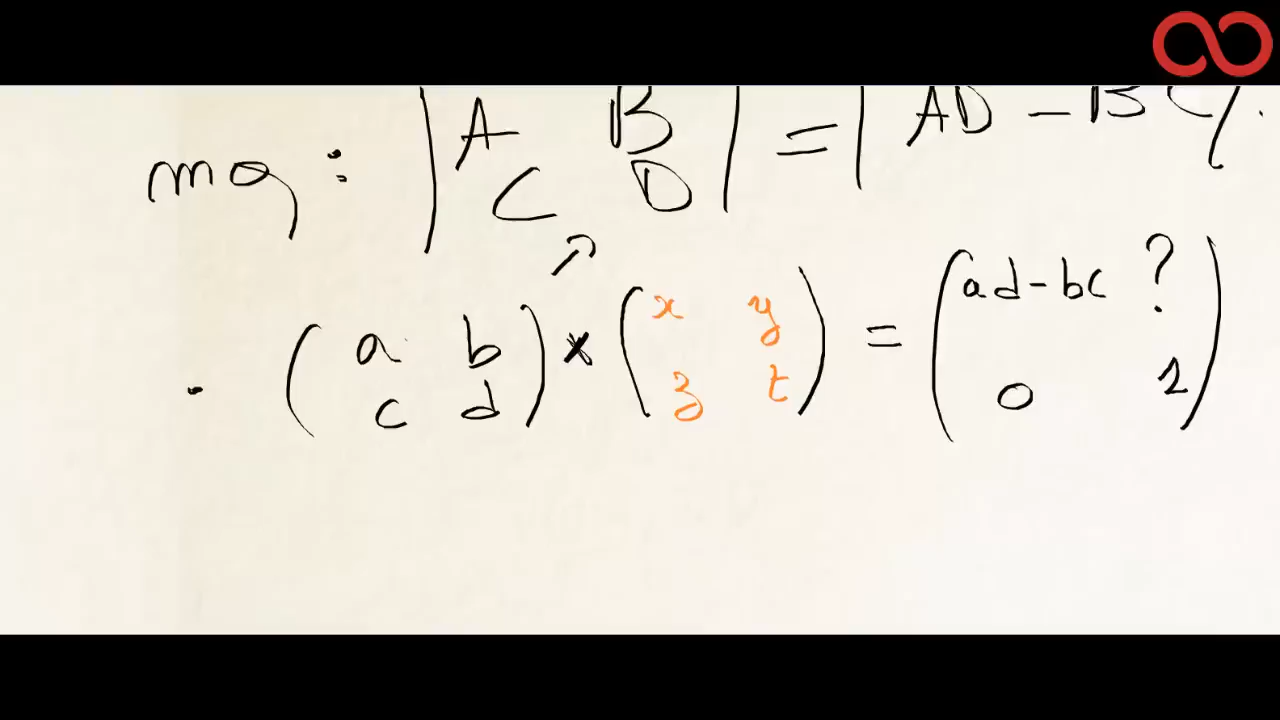 mq : | A B | = | AD - BC | .
C D
. ( a b ) * ( x y ) = ( ad-bc ? )
( c d ) ( z t ) ( 0 1 )